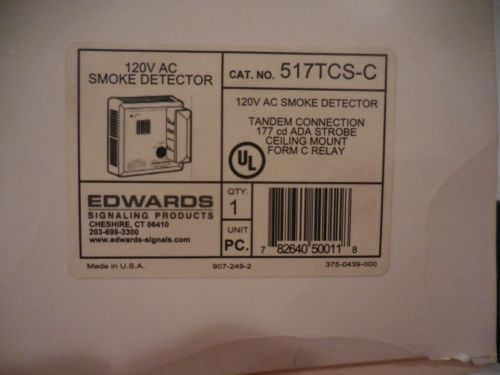 120V AC
SMOKE DETECTOR
CAT. NO. 517TCS-C
120V AC SMOKE DETECTOR
TANDEM CONNECTION
177 cd ADA STROBE
CEILING MOUNT
FORM C RELAY
UL
EDWARDS
SIGNALING PRODUCTS
CHESHIRE, CT 06410
203-699-3300
www.edwards-signals.com
QTY.
1
UNIT
PC.
7 82640 50011 8
Made in U.S.A.
907-249-2
375-0439-000